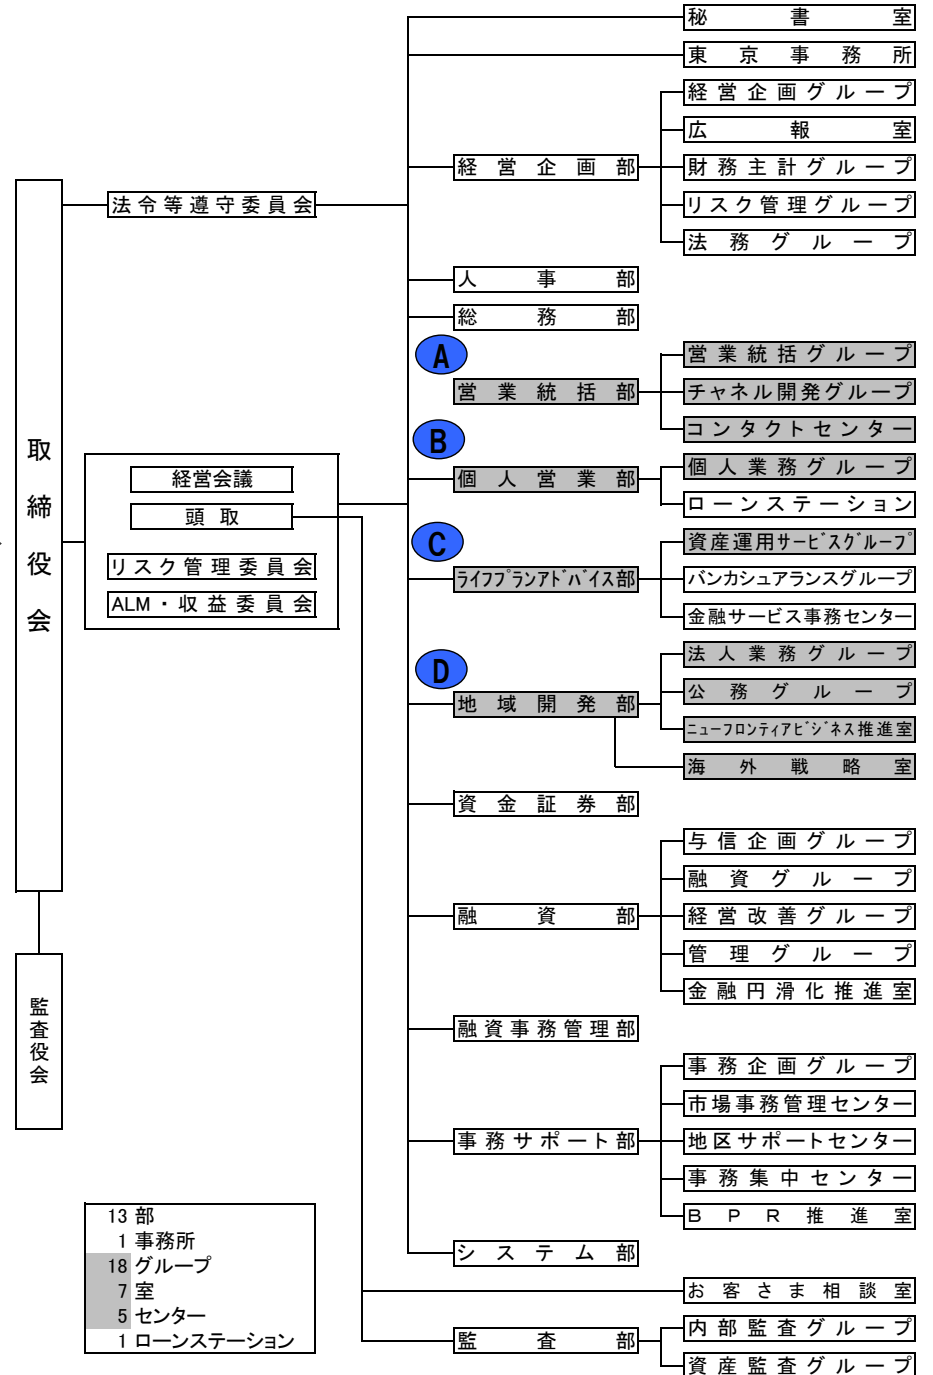 秘書室
東京事務所
経営企画グループ
広報室
経営企画部
財務主計グループ
リスク管理グループ
法務グループ
法令等遵守委員会
人事部
総務部
A
営業統括部
営業統括グループ
チャネル開発グループ
コンタクトセンター
B
個人営業部
個人業務グループ
ローンステーション
取締役会
経営会議
頭取
リスク管理委員会
ALM・収益委員会
C
ライフプランアドバイス部
資産運用サービスグループ
バンカシュアランスグループ
金融サービス事務センター
D
地域開発部
法人業務グループ
公務グループ
ニューフロンティアビジネス推進室
海外戦略室
資金証券部
融資部
与信企画グループ
融資グループ
経営改善グループ
管理グループ
金融円滑化推進室
監査役会
融資事務管理部
事務サポート部
事務企画グループ
市場事務管理センター
地区サポートセンター
事務集中センター
BPR推進室
システム部
お客さま相談室
監査部
内部監査グループ
資産監査グループ
13 部
1 事務所
18 グループ
7 室
5 センター
1 ローンステーション